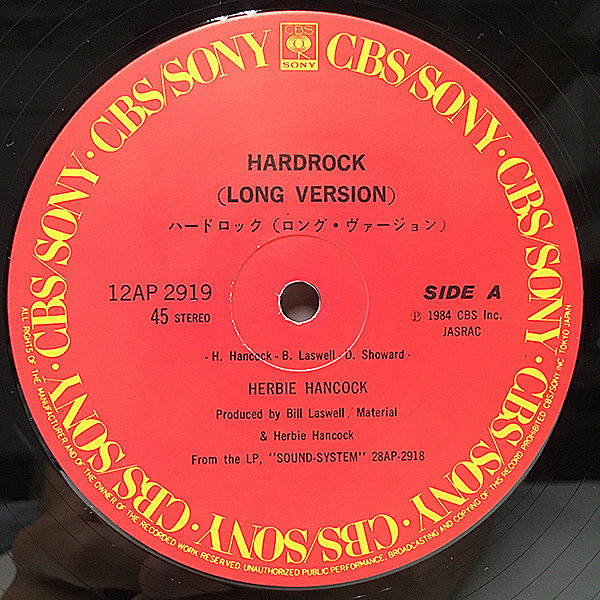 CBS
SONY
CBS/SONY · CBS/SONY · CBS/SONY · CBS/SONY · CBS/SONY · CBS/SONY · CBS/SONY · CBS/SONY
HARDROCK
(LONG VERSION)
ハードロック (ロング・ヴァージョン)
12AP 2919
45 STEREO
SIDE A
Ⓟ 1984 CBS Inc.
JASRAC
- H. Hancock - B. Laswell - D. Showard -
HERBIE HANCOCK
Produced by Bill Laswell / Material
& Herbie Hancock
From the LP, "SOUND-SYSTEM" 28AP-2918
ALL RIGHTS OF THE MANUFACTURER AND OF THE OWNER OF THE RECORDED WORK RESERVED. UNAUTHORIZED PUBLIC PERFORMANCE, BROADCASTING AND COPYING OF THIS RECORD PROHIBITED CBS/SONY INC. TOKYO JAPAN